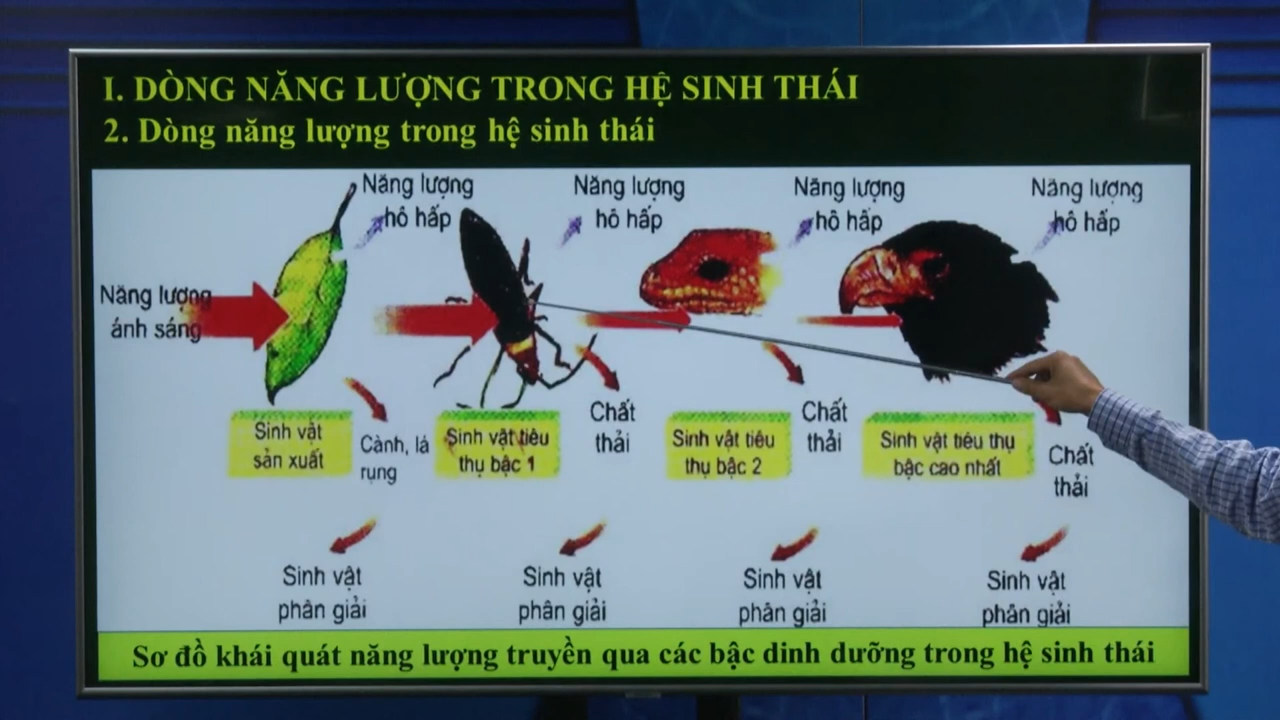 I. DÒNG NĂNG LƯỢNG TRONG HỆ SINH THÁI
2. Dòng năng lượng trong hệ sinh thái
Năng lượng
hô hấp
Năng lượng
hô hấp
Năng lượng
hô hấp
Năng lượng
hô hấp
Năng lượng
ánh sáng
Sinh vật
sản xuất
Cành, lá
rụng
Sinh vật tiêu
thụ bậc 1
Chất
thải
Sinh vật tiêu
thụ bậc 2
Chất
thải
Sinh vật tiêu thụ
bậc cao nhất
Chất
thải
Sinh vật
phân giải
Sinh vật
phân giải
Sinh vật
phân giải
Sinh vật
phân giải
Sơ đồ khái quát năng lượng truyền qua các bậc dinh dưỡng trong hệ sinh thái